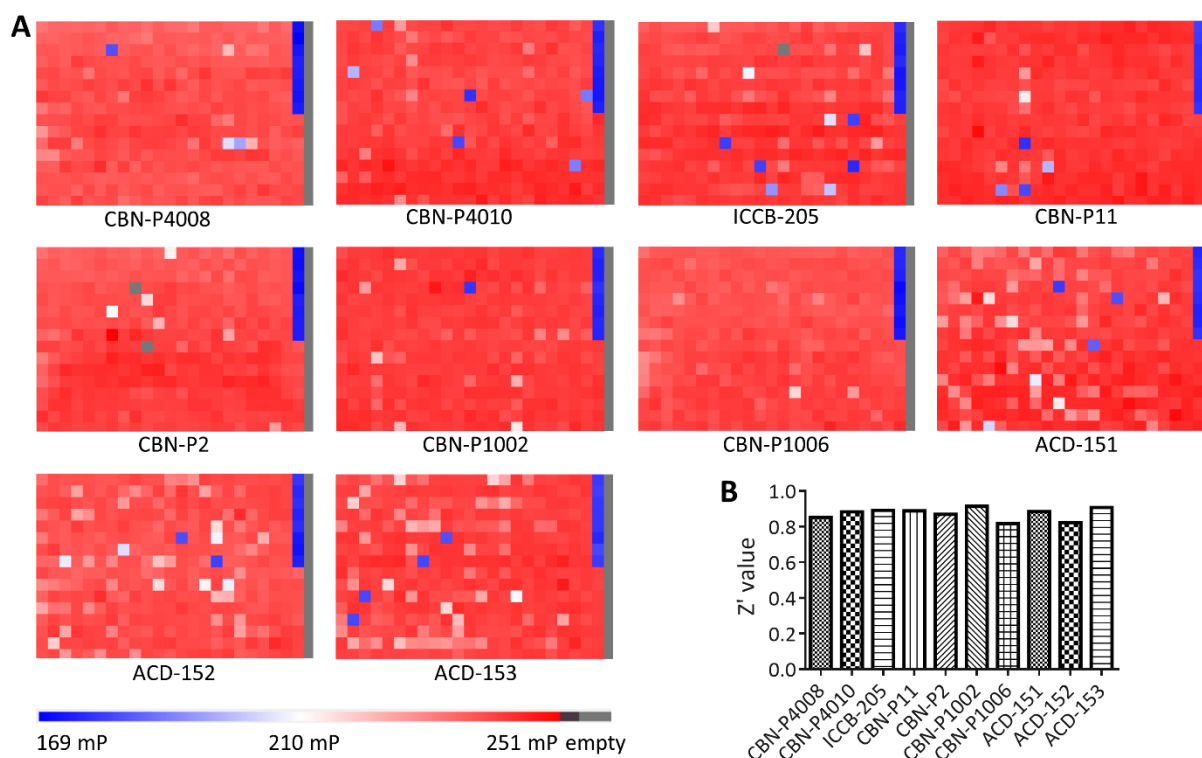 A
CBN-P4008
CBN-P4010
ICCB-205
CBN-P11
CBN-P2
CBN-P1002
CBN-P1006
ACD-151
ACD-152
ACD-153
169 mP
210 mP
251 mP empty
B
Z' value
1.0
0.8
0.6
0.4
0.2
0.0
CBN-P4008
CBN-P4010
ICCB-205
CBN-P11
CBN-P2
CBN-P1002
CBN-P1006
ACD-151
ACD-152
ACD-153